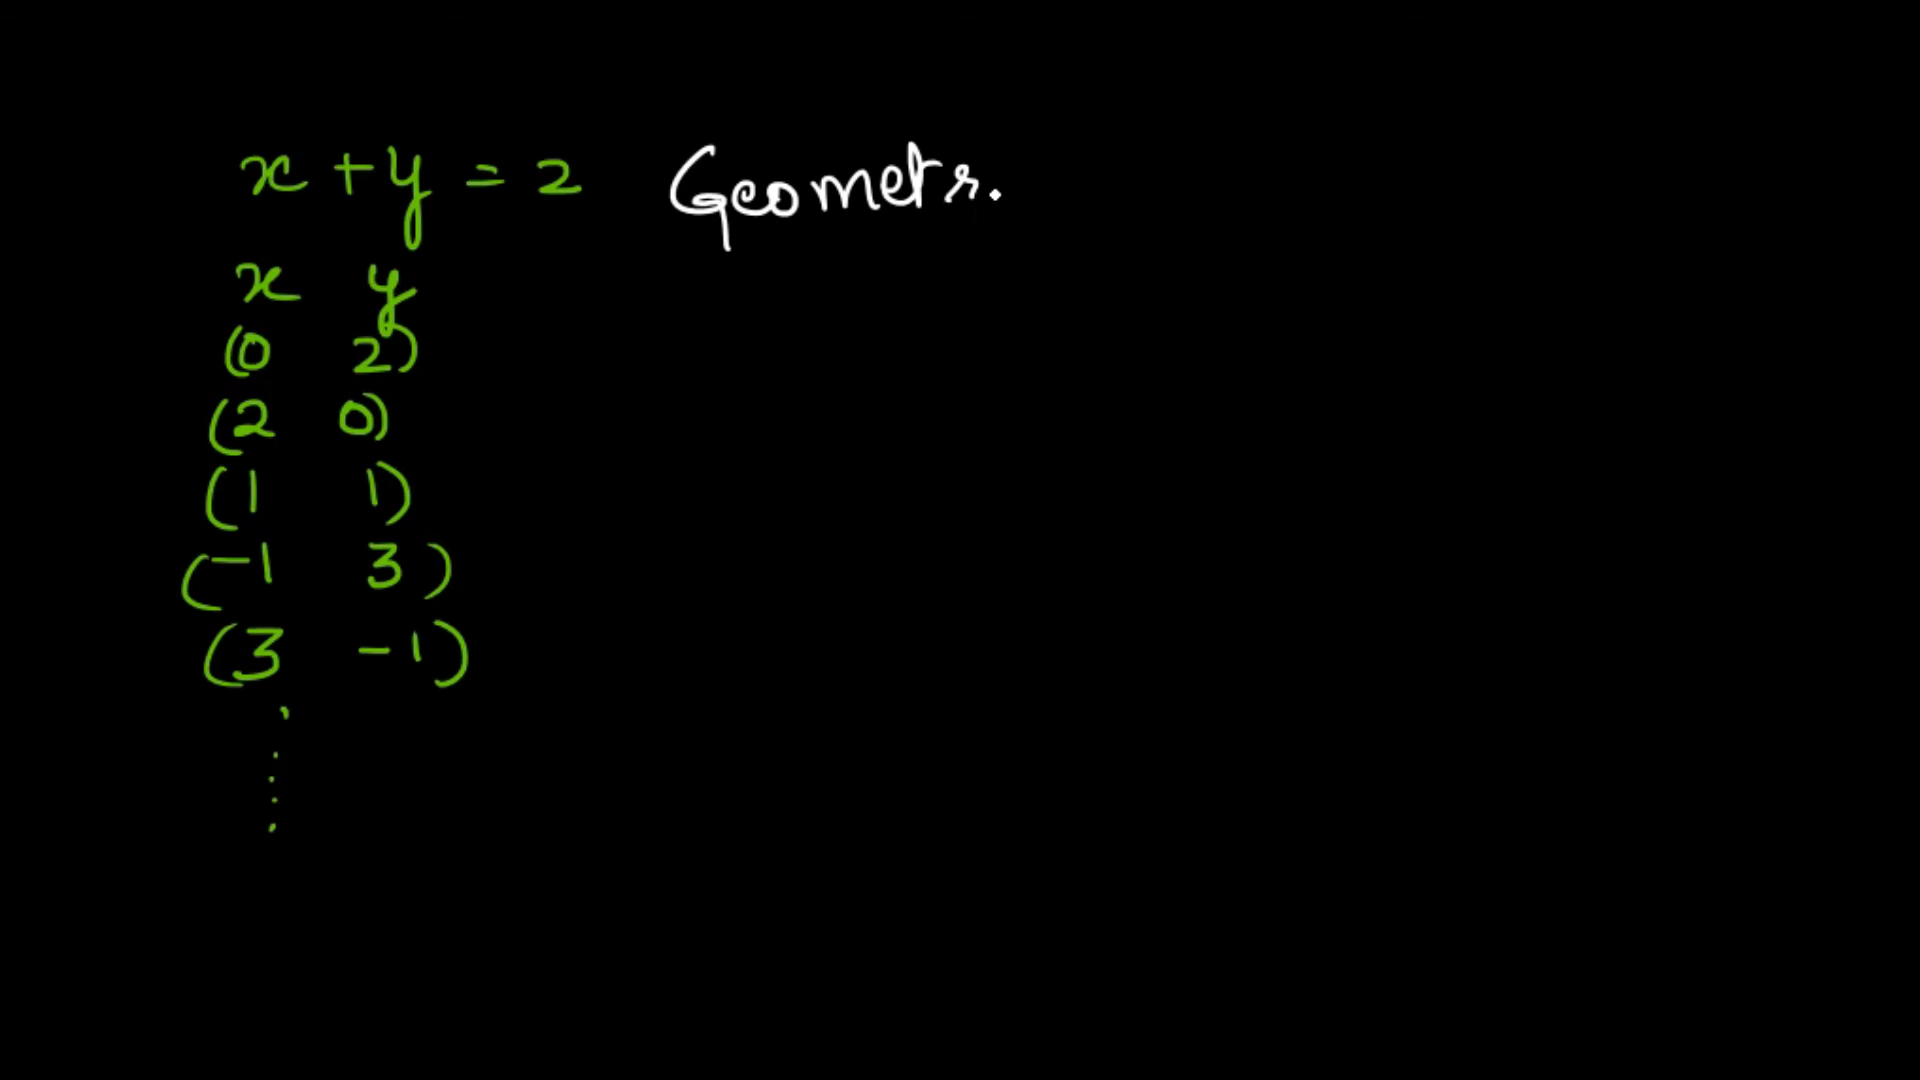 x + y = 2 Geometr.
x y
(0 2)
(2 0)
(1 1)
(-1 3)
(3 -1)